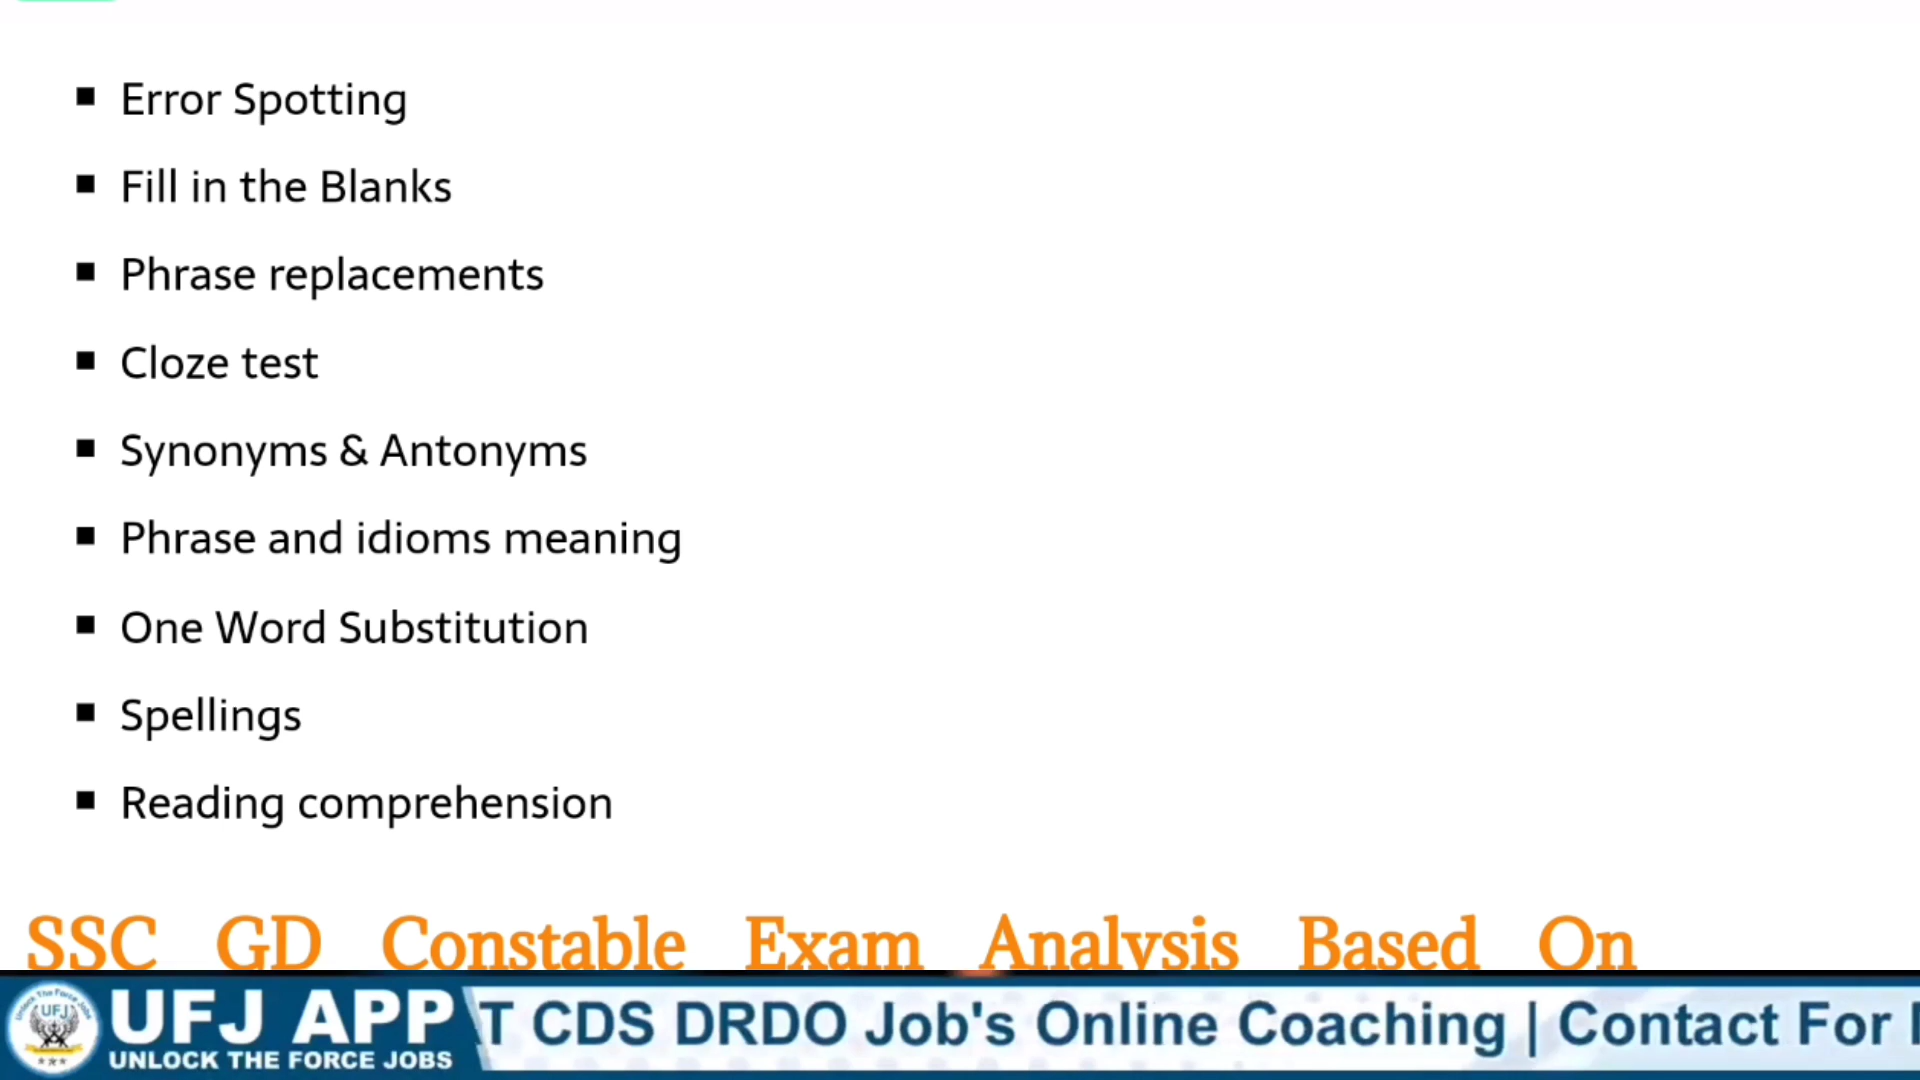 Error Spotting
Fill in the Blanks
Phrase replacements
Cloze test
Synonyms & Antonyms
Phrase and idioms meaning
One Word Substitution
Spellings
Reading comprehension
SSC GD Constable Exam Analysis Based On
UFJ
UFJ APP
UNLOCK THE FORCE JOBS
T CDS DRDO Job's Online Coaching | Contact For